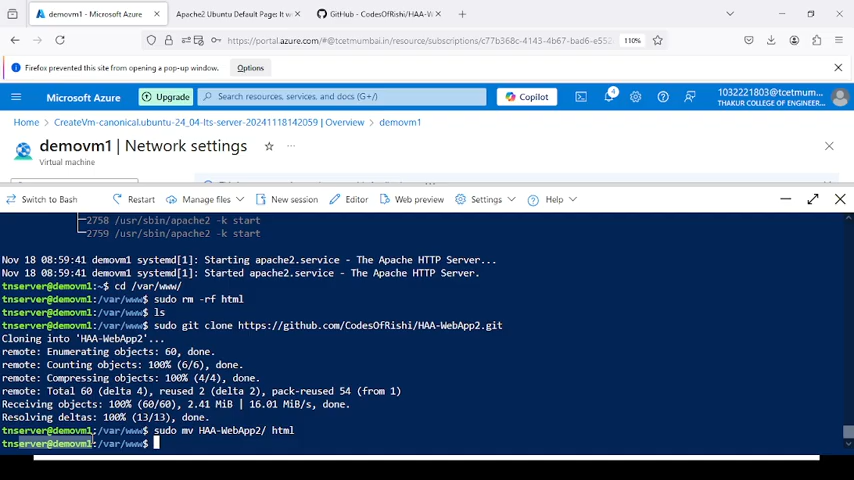 demovm1 - Microsoft Azure
Apache2 Ubuntu Default Page: It w
GitHub - CodesOfRishi/HAA-W
https://portal.azure.com/#@tcetmumbai.in/resource/subscriptions/c77b368c-4143-4b67-bad6-e552
110%
Firefox prevented this site from opening a pop-up window.
Options
Microsoft Azure
Upgrade
Search resources, services, and docs (G+/)
Copilot
4
1032221803@tcetmum...
THAKUR COLLEGE OF ENGINEER...
Home > CreateVm-canonical.ubuntu-24_04-lts-server-20241118142059 | Overview > demovm1
demovm1 | Network settings
Virtual machine
Switch to Bash
Restart
Manage files
New session
Editor
Web preview
Settings
Help
├─2758 /usr/sbin/apache2 -k start
└─2759 /usr/sbin/apache2 -k start
Nov 18 08:59:41 demovm1 systemd[1]: Starting apache2.service - The Apache HTTP Server...
Nov 18 08:59:41 demovm1 systemd[1]: Started apache2.service - The Apache HTTP Server.
tnserver@demovm1:~$ cd /var/www/
tnserver@demovm1:/var/www$ sudo rm -rf html
tnserver@demovm1:/var/www$ ls
tnserver@demovm1:/var/www$ sudo git clone https://github.com/CodesOfRishi/HAA-WebApp2.git
Cloning into 'HAA-WebApp2'...
remote: Enumerating objects: 60, done.
remote: Counting objects: 100% (6/6), done.
remote: Compressing objects: 100% (4/4), done.
remote: Total 60 (delta 4), reused 2 (delta 2), pack-reused 54 (from 1)
Receiving objects: 100% (60/60), 2.41 MiB | 16.01 MiB/s, done.
Resolving deltas: 100% (13/13), done.
tnserver@demovm1:/var/www$ sudo mv HAA-WebApp2/ html
tnserver@demovm1:/var/www$